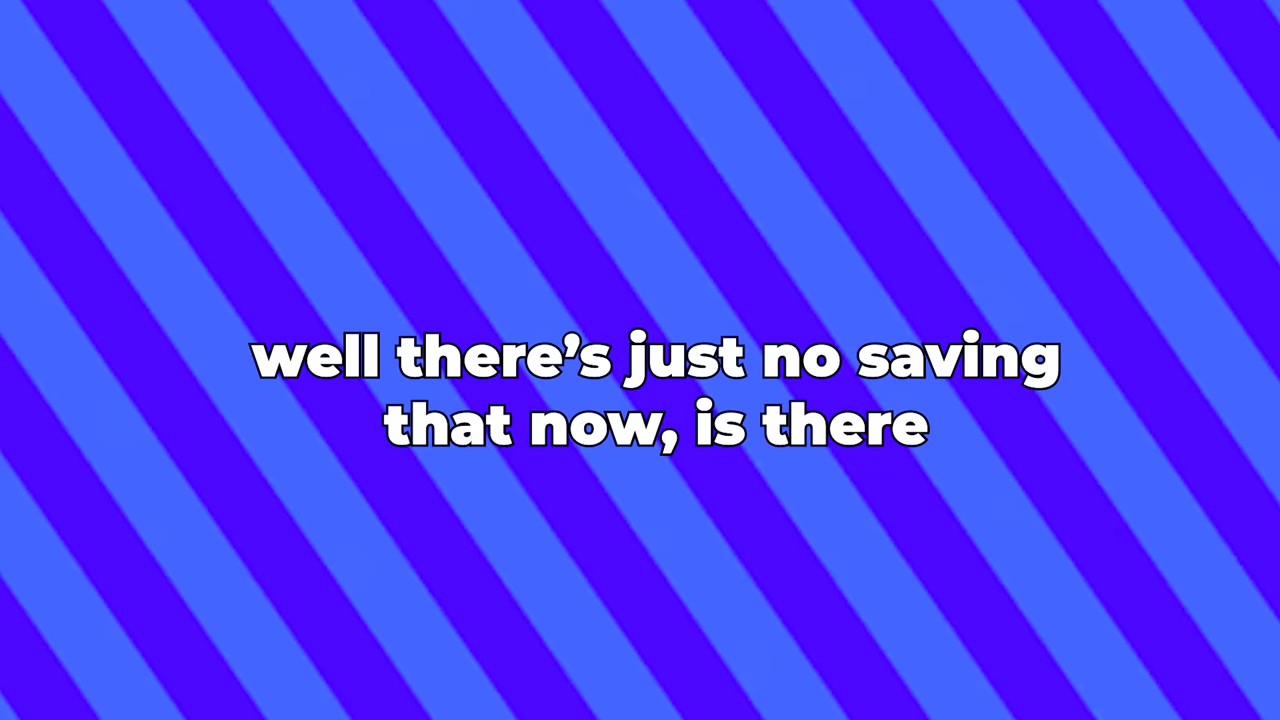 well there’s just no saving
that now, is there